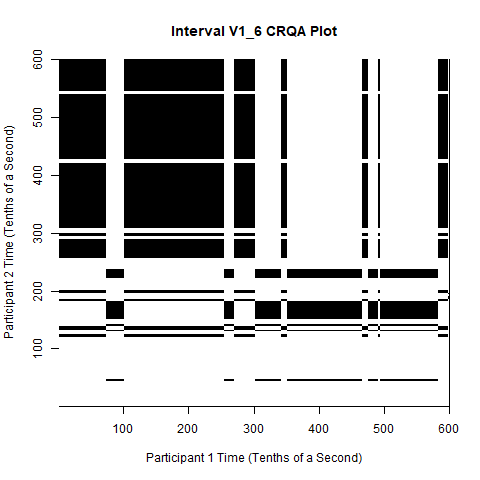 Interval V1_6 CRQA Plot
Participant 2 Time (Tenths of a Second)
600
500
400
300
200
100
100 200 300 400 500 600
Participant 1 Time (Tenths of a Second)